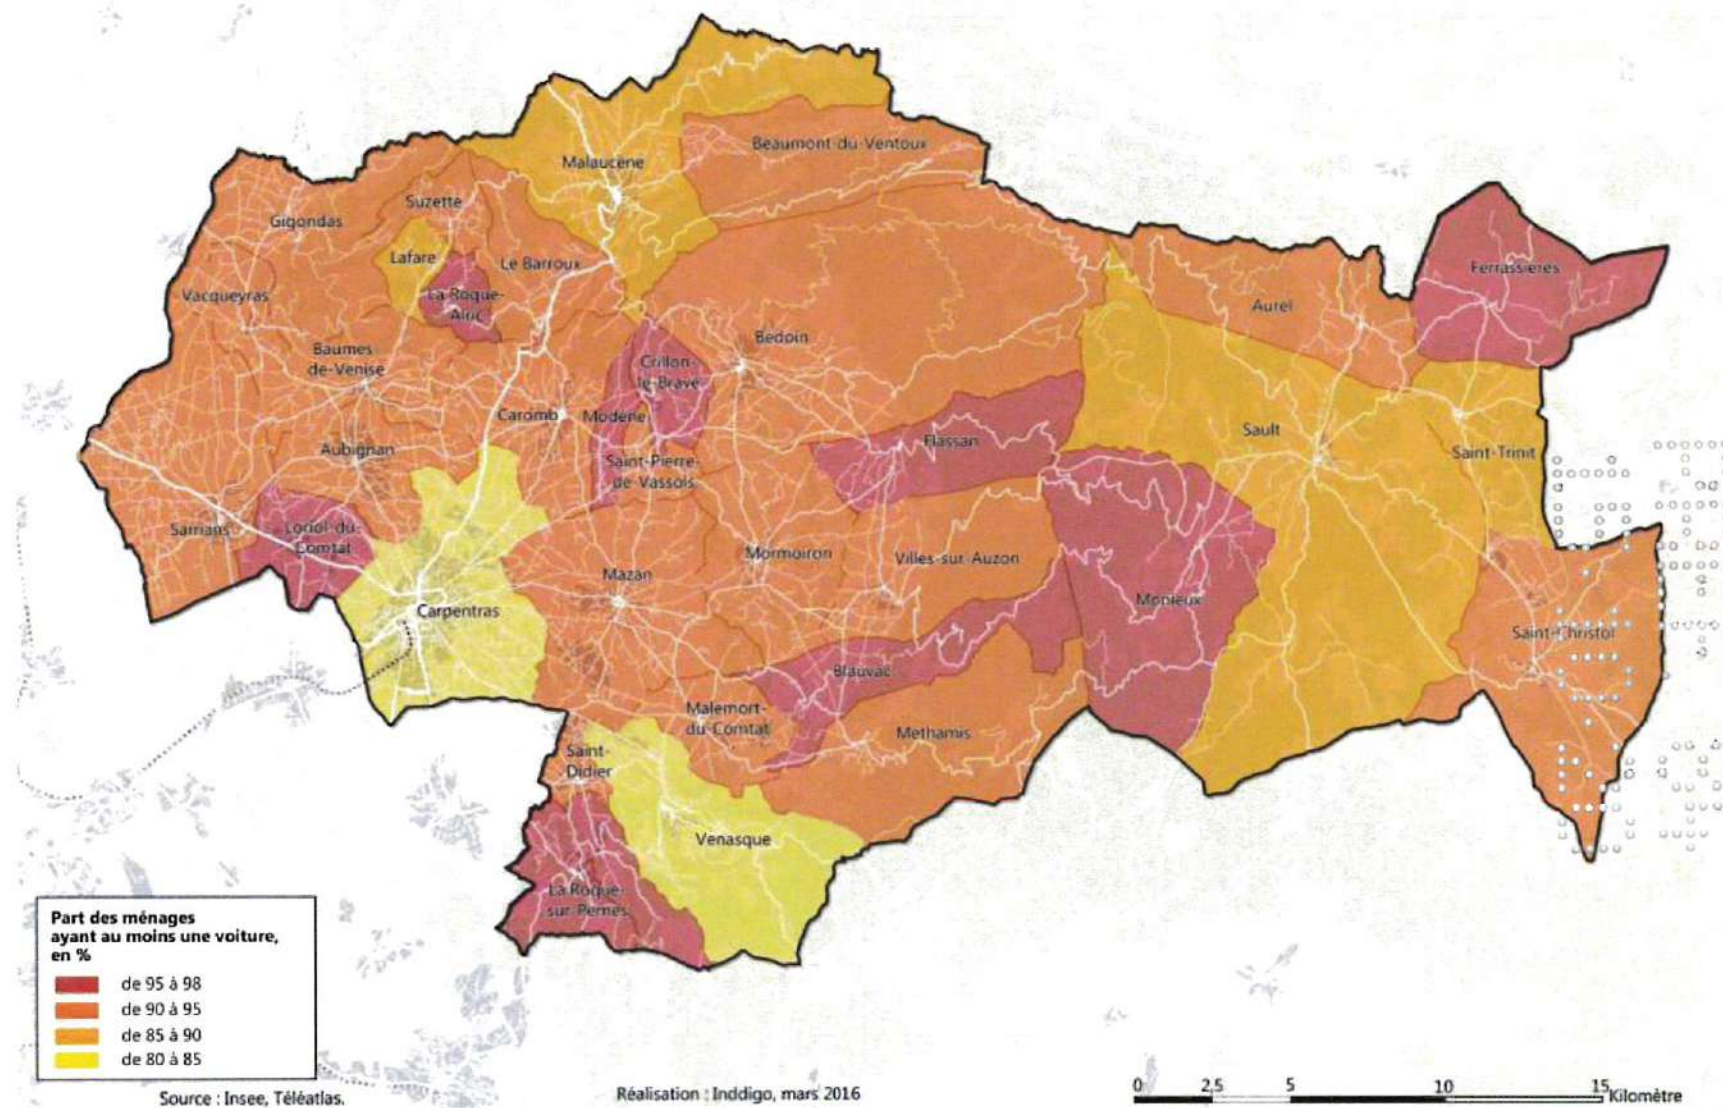 Malaucène
Beaumont-du-Ventoux
Suzette
Gigondas
Lafare
Le Barroux
Ferrassières
Vacqueyras
La Roque-
Alric
Aurel
Bédoin
Baumes-
de-Venise
Crillon-
le-Brave
Caromb
Modène
Flassan
Sault
Saint-Trinit
Aubignan
Saint-Pierre-
de-Vassols
Sarrians
Loriol-du-
Comtat
Mormoiron
Villes-sur-Auzon
Mazan
Monieux
Carpentras
Saint-Christol
Blauvac
Malemort-
du-Comtat
Méthamis
Saint-
Didier
Venasque
La Roque-
sur-Pernes
Part des ménages
ayant au moins une voiture,
en %
de 95 à 98
de 90 à 95
de 85 à 90
de 80 à 85
Source : Insee, Téléatlas.
Réalisation : Inddigo, mars 2016
0 2,5 5 10 15
Kilomètre